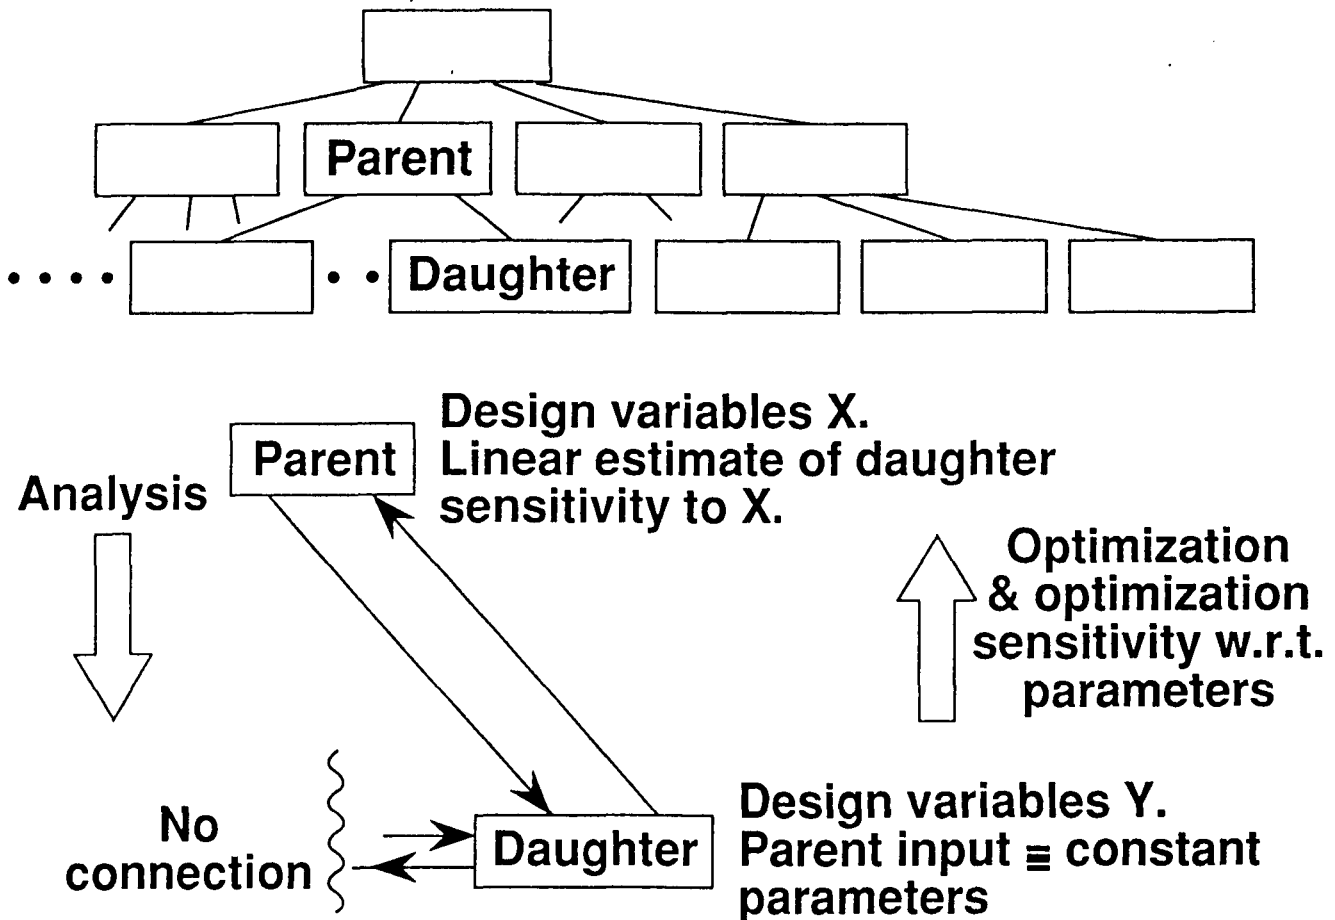 Parent
Daughter
Design variables X.
Parent
Linear estimate of daughter
sensitivity to X.
Analysis
Optimization
& optimization
sensitivity w.r.t.
parameters
No
connection
Daughter
Design variables Y.
Parent input ≡ constant
parameters